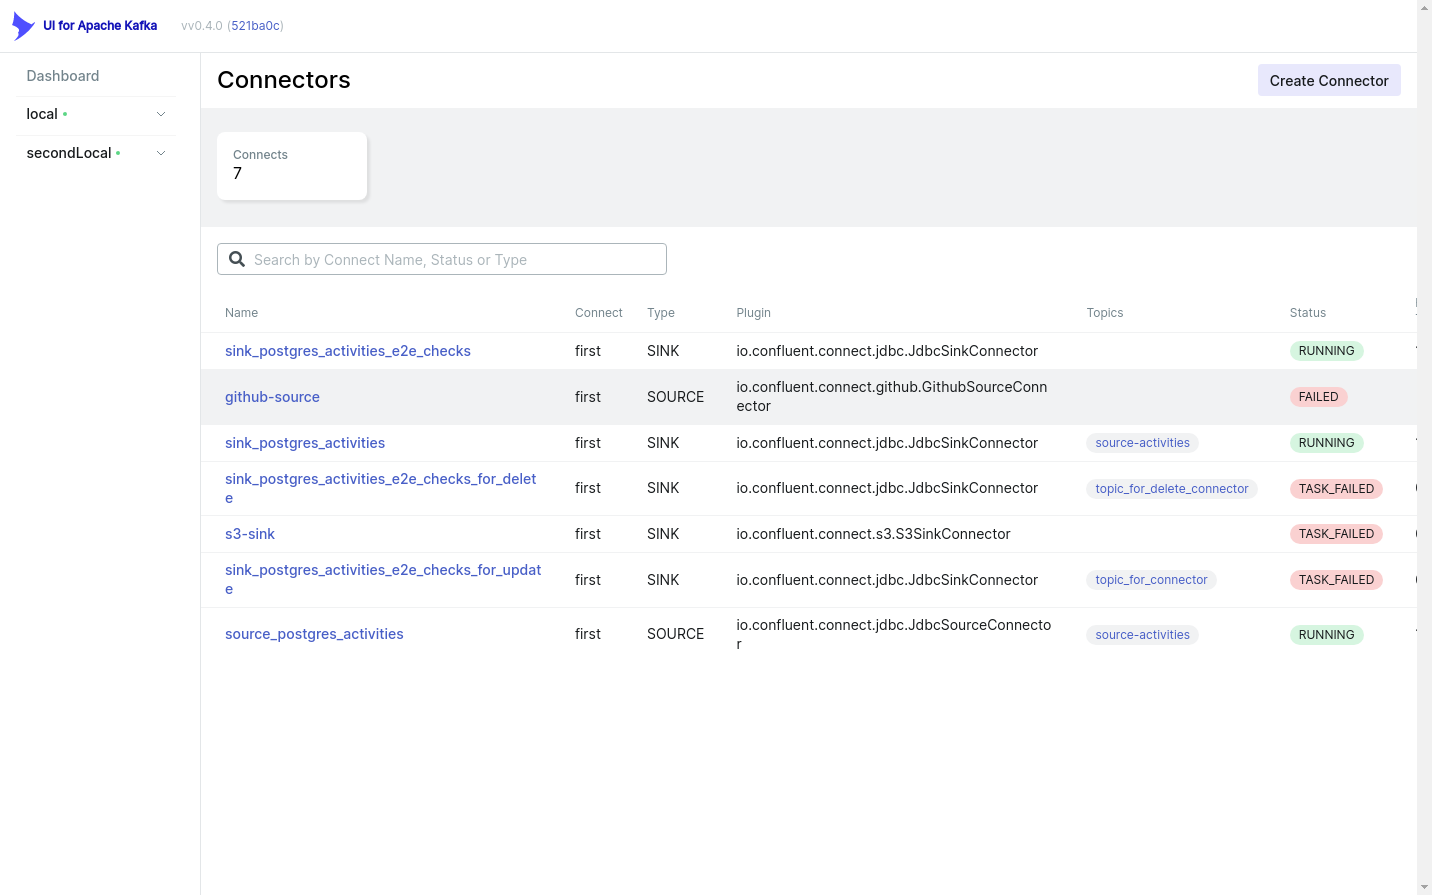 UI for Apache Kafka vv0.4.0 (521ba0c)
Dashboard
local
secondLocal
Connectors
Create Connector
Connects
7
Search by Connect Name, Status or Type
Name Connect Type Plugin Topics Status
sink_postgres_activities_e2e_checks first SINK io.confluent.connect.jdbc.JdbcSinkConnector RUNNING
github-source first SOURCE io.confluent.connect.github.GithubSourceConn
ector FAILED
sink_postgres_activities first SINK io.confluent.connect.jdbc.JdbcSinkConnector source-activities RUNNING
sink_postgres_activities_e2e_checks_for_delet
e first SINK io.confluent.connect.jdbc.JdbcSinkConnector topic_for_delete_connector TASK_FAILED
s3-sink first SINK io.confluent.connect.s3.S3SinkConnector TASK_FAILED
sink_postgres_activities_e2e_checks_for_updat
e first SINK io.confluent.connect.jdbc.JdbcSinkConnector topic_for_connector TASK_FAILED
source_postgres_activities first SOURCE io.confluent.connect.jdbc.JdbcSourceConnecto
r source-activities RUNNING